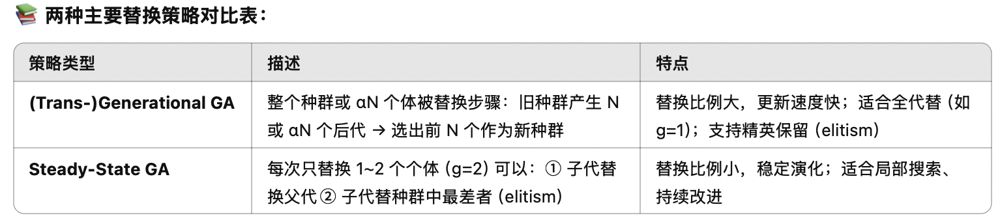 📚 两种主要替换策略对比表：
策略类型 描述 特点
(Trans-)Generational GA 整个种群或 αN 个体被替换步骤：旧种群产生 N 替换比例大，更新速度快；适合全代替（如
或 αN 个后代 → 选出前 N 个作为新种群 g=1）；支持精英保留（elitism）
Steady-State GA 每次只替换 1~2 个个体（g=2）可以：① 子代替 替换比例小，稳定演化；适合局部搜索、
换父代② 子代替种群中最差者（elitism） 持续改进